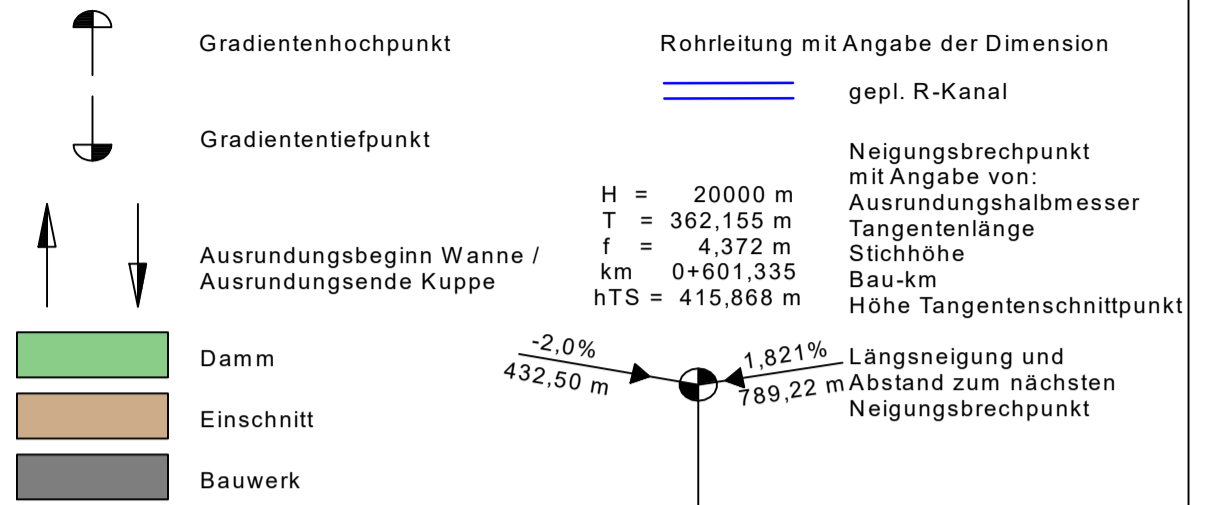 Gradientenhochpunkt
Gradiententiefpunkt
Ausrundungsbeginn Wanne /
Ausrundungsende Kuppe
Damm
Einschnitt
Bauwerk
Rohrleitung mit Angabe der Dimension
gepl. R-Kanal
H = 20000 m
T = 362,155 m
f = 4,372 m
km 0+601,335
hTS = 415,868 m
Neigungsbrechpunkt
mit Angabe von:
Ausrundungshalbmesser
Tangentenlänge
Stichhöhe
Bau-km
Höhe Tangentenschnittpunkt
-2,0%
432,50 m
1,821%
789,22 m
Längsneigung und
Abstand zum nächsten
Neigungsbrechpunkt